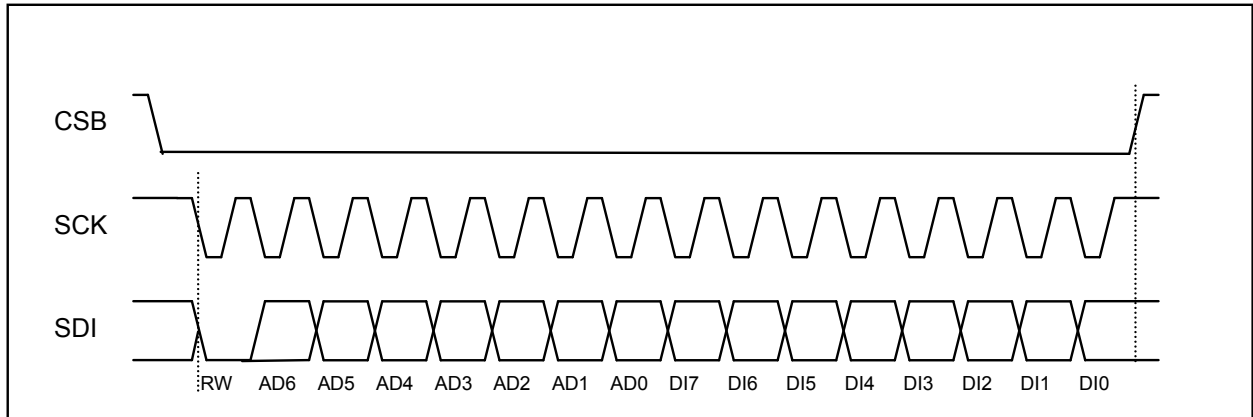 CSB
SCK
SDI
RW AD6 AD5 AD4 AD3 AD2 AD1 AD0 DI7 DI6 DI5 DI4 DI3 DI2 DI1 DI0